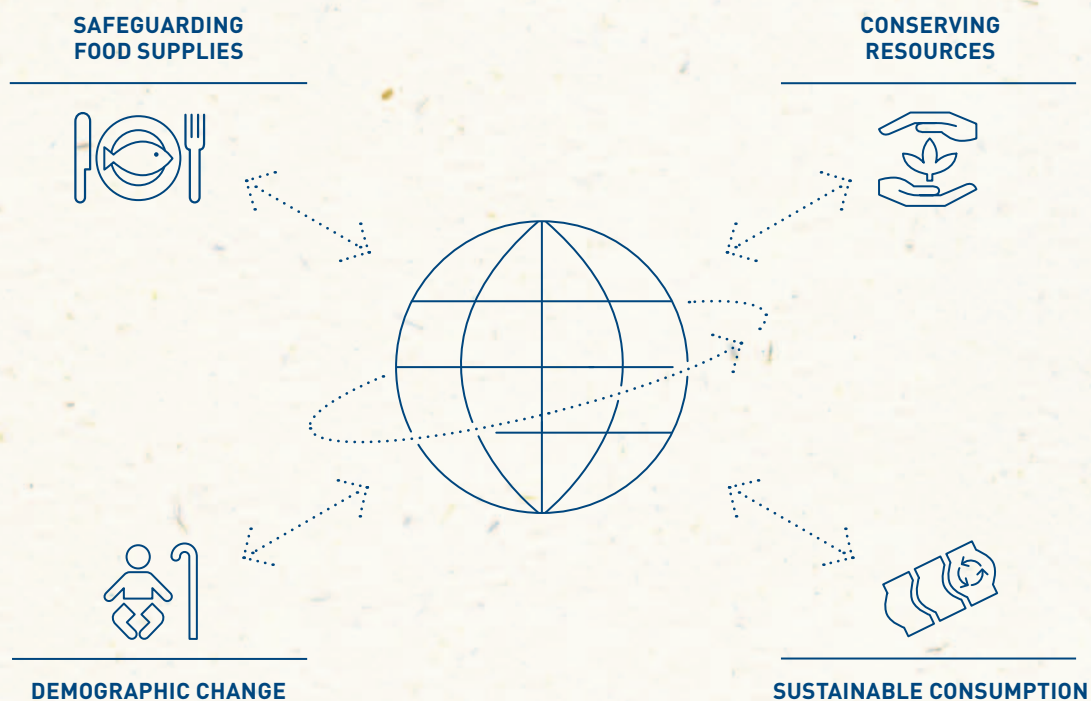 SAFEGUARDING
FOOD SUPPLIES
CONSERVING
RESOURCES
DEMOGRAPHIC CHANGE
SUSTAINABLE CONSUMPTION